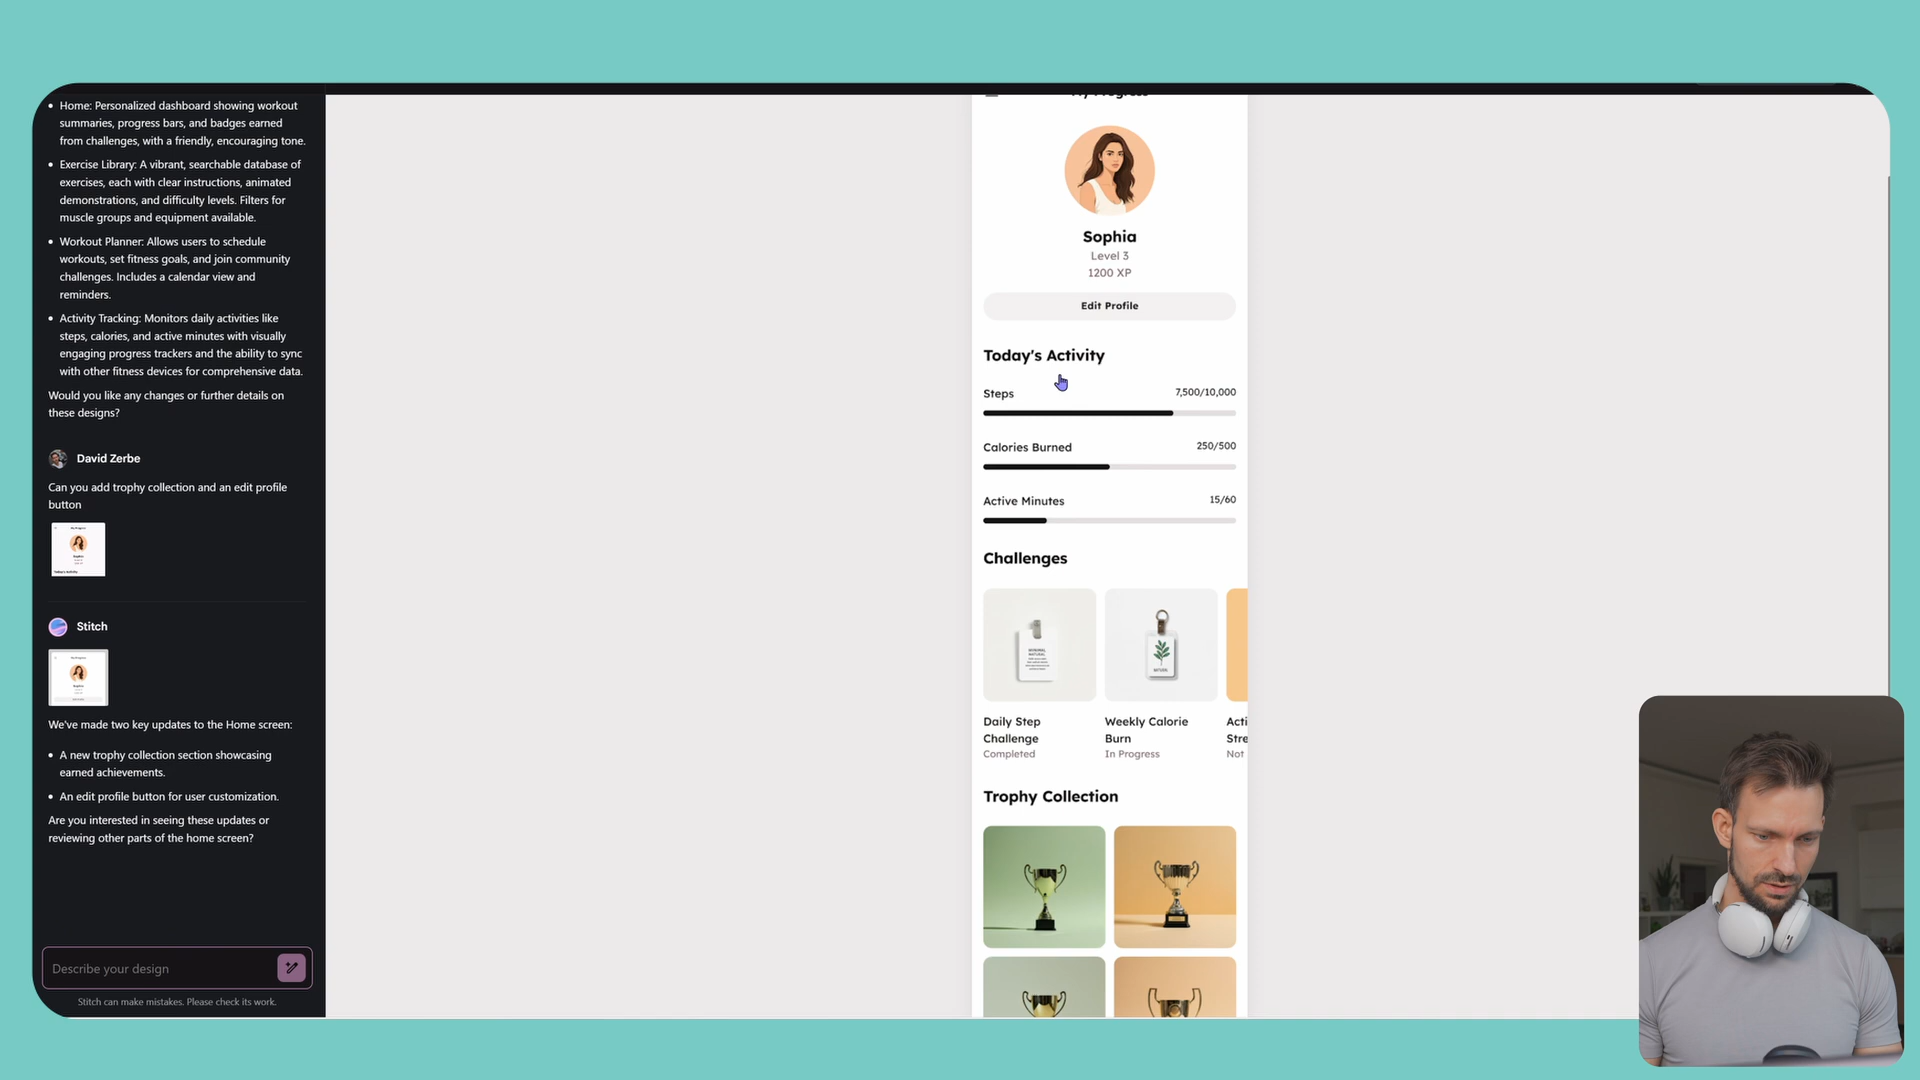 Home: Personalized dashboard showing workout
summaries, progress bars, and badges earned
from challenges, with a friendly, encouraging tone.
Exercise Library: A vibrant, searchable database of
exercises, each with clear instructions, animated
demonstrations, and difficulty levels. Filters for
muscle groups and equipment available.
Workout Planner: Allows users to schedule
workouts, set fitness goals, and join community
challenges. Includes a calendar view and
reminders.
Activity Tracking: Monitors daily activities like
steps, calories, and active minutes with visually
engaging progress trackers and the ability to sync
with other fitness devices for comprehensive data.
Would you like any changes or further details on
these designs?
David Zerbe
Can you add trophy collection and an edit profile
button
Stitch
We've made two key updates to the Home screen:
A new trophy collection section showcasing
earned achievements.
An edit profile button for user customization.
Are you interested in seeing these updates or
reviewing other parts of the home screen?
Describe your design
Stitch can make mistakes. Please check its work.
My Progress
Sophia
Level 3
1200 XP
Edit Profile
Today's Activity
Steps 7,500/10,000
Calories Burned 250/500
Active Minutes 15/60
Challenges
Daily Step
Challenge
Completed
Weekly Calorie
Burn
In Progress
Acti
Stre
Not
Trophy Collection